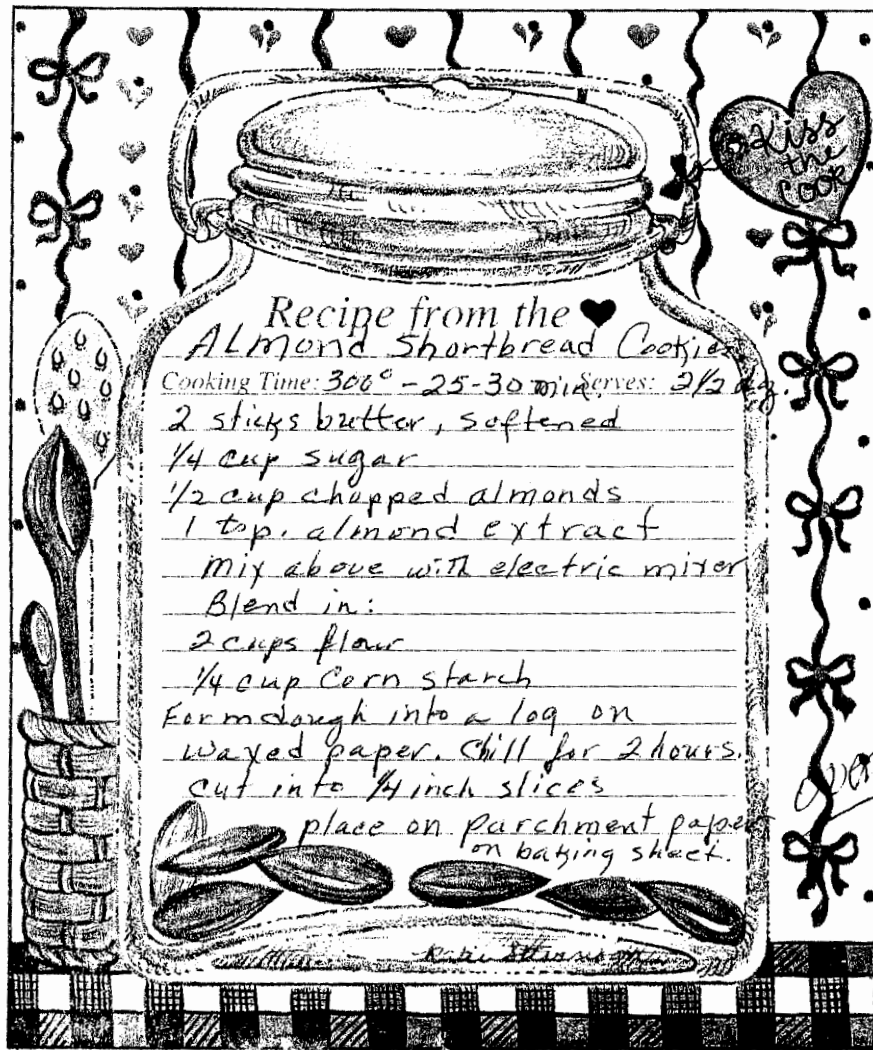 Kiss
the
Cook
Recipe from the
Almond Shortbread Cookies
Cooking Time: 300° - 25-30 min. Serves: 2 1/2 dz.
2 sticks butter, softened
1/4 cup sugar
1/2 cup chopped almonds
1 tsp. almond extract
mix above with electric mixer
Blend in:
2 cups flour
1/4 cup Corn starch
Form dough into a log on
waxed paper. Chill for 2 hours.
cut into 1/4 inch slices
place on parchment paper
on baking sheet.
over